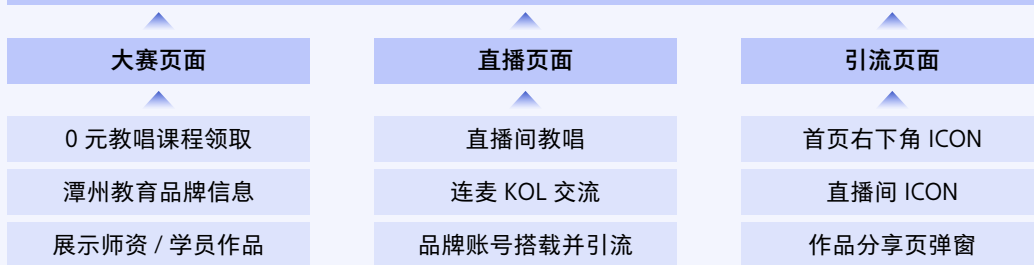 大赛页面
直播页面
引流页面
0 元教唱课程领取
直播间教唱
首页右下角 ICON
潭州教育品牌信息
连麦 KOL 交流
直播间 ICON
展示师资 / 学员作品
品牌账号搭载并引流
作品分享页弹窗